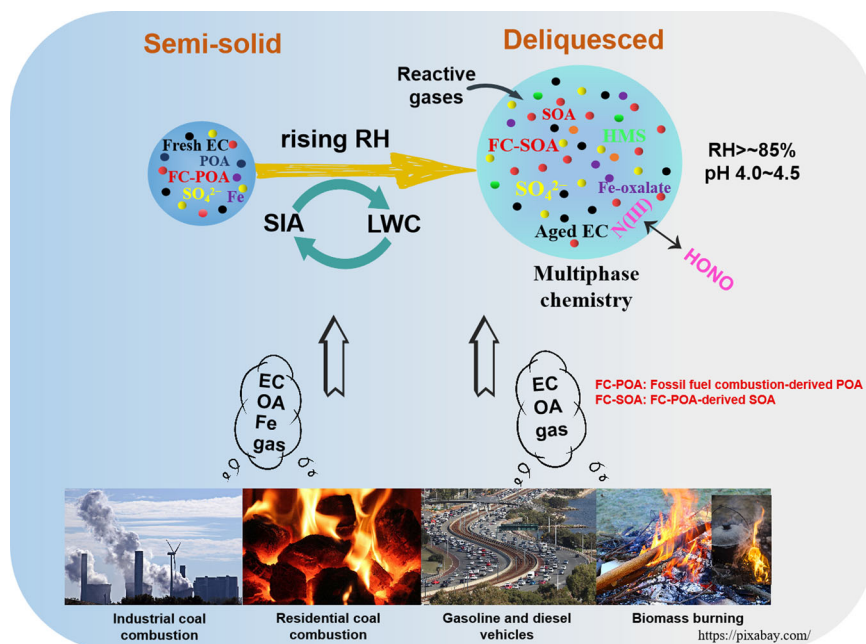 Semi-solid
Deliquesced
Reactive
gases
rising RH
Fresh EC
POA
FC-POA
SO₄²⁻
Fe
SIA
LWC
SOA
HMS
FC-SOA
SO₄²⁻
Fe-oxalate
N(III)
Aged EC
HONO
RH>~85%
pH 4.0~4.5
Multiphase
chemistry
EC
OA
Fe
gas
EC
OA
gas
FC-POA: Fossil fuel combustion-derived POA
FC-SOA: FC-POA-derived SOA
Industrial coal
combustion
Residential coal
combustion
Gasoline and diesel
vehicles
Biomass burning
https://pixabay.com/